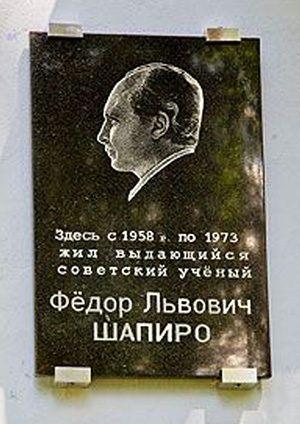 Здесь с 1958 г. по 1973
жил выдающийся
советский учёный
Фёдор Львович
ШАПИРО